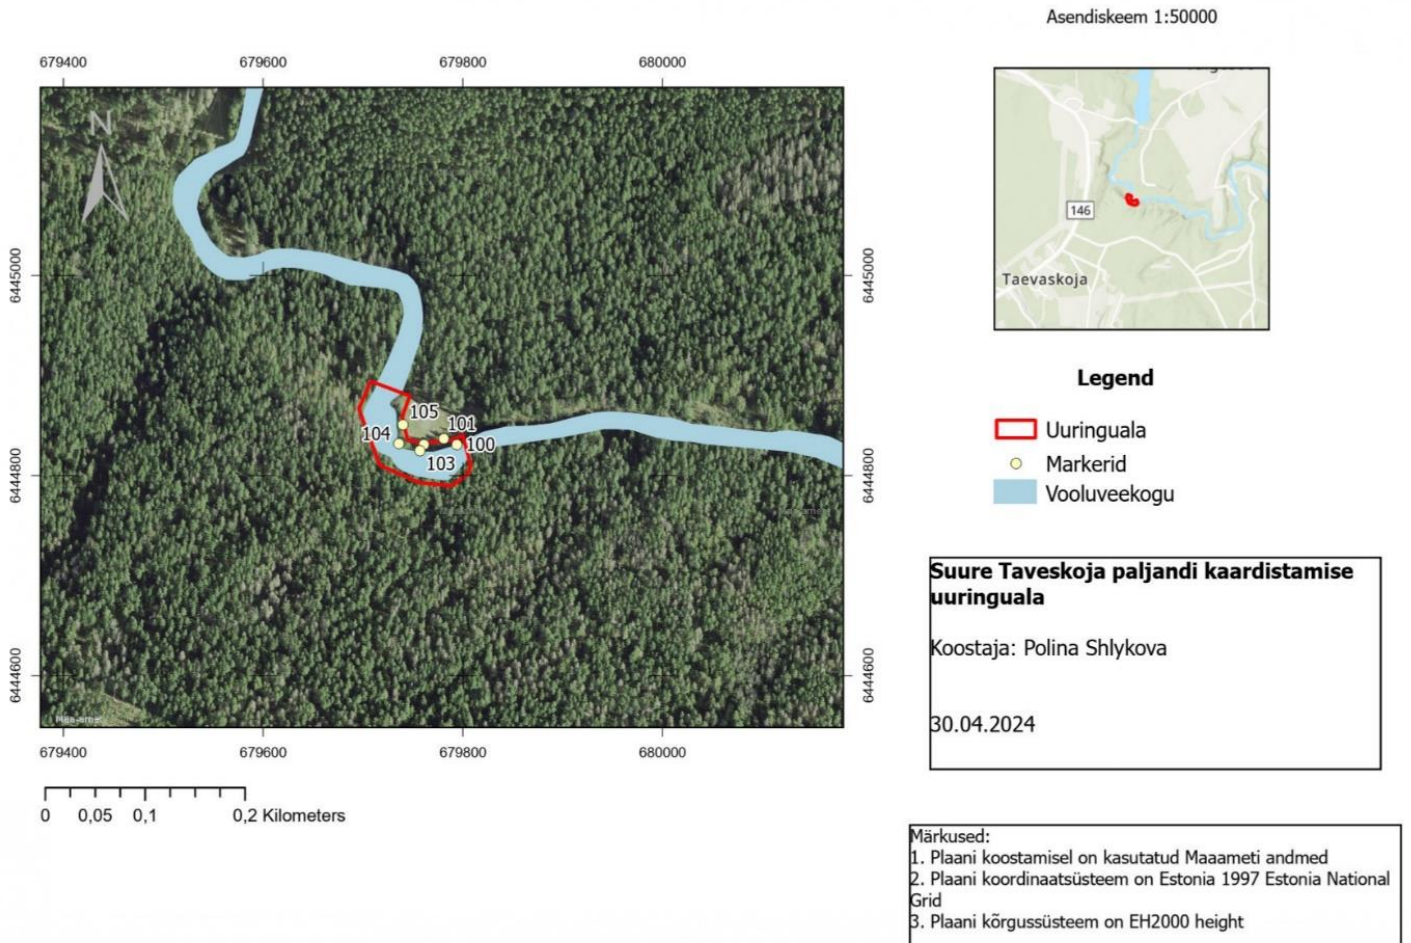 Asendiskeem 1:50000
679400 679600 679800 680000
N
6445000 6445000
146
Taevaskoja
Legend
105
101
104
100
103
Uuringuala
Markerid
Vooluveekogu
6444800 6444800
Suure Taveskoja paljandi kaardistamise
uuringuala
Koostaja: Polina Shlykova
30.04.2024
6444600 6444600
Maa-amet
679400 679600 679800 680000
0 0,05 0,1 0,2 Kilometers
Märkused:
1. Plaani koostamisel on kasutatud Maaameti andmed
2. Plaani koordinaatsüsteem on Estonia 1997 Estonia National
Grid
3. Plaani kõrgussüsteem on EH2000 height